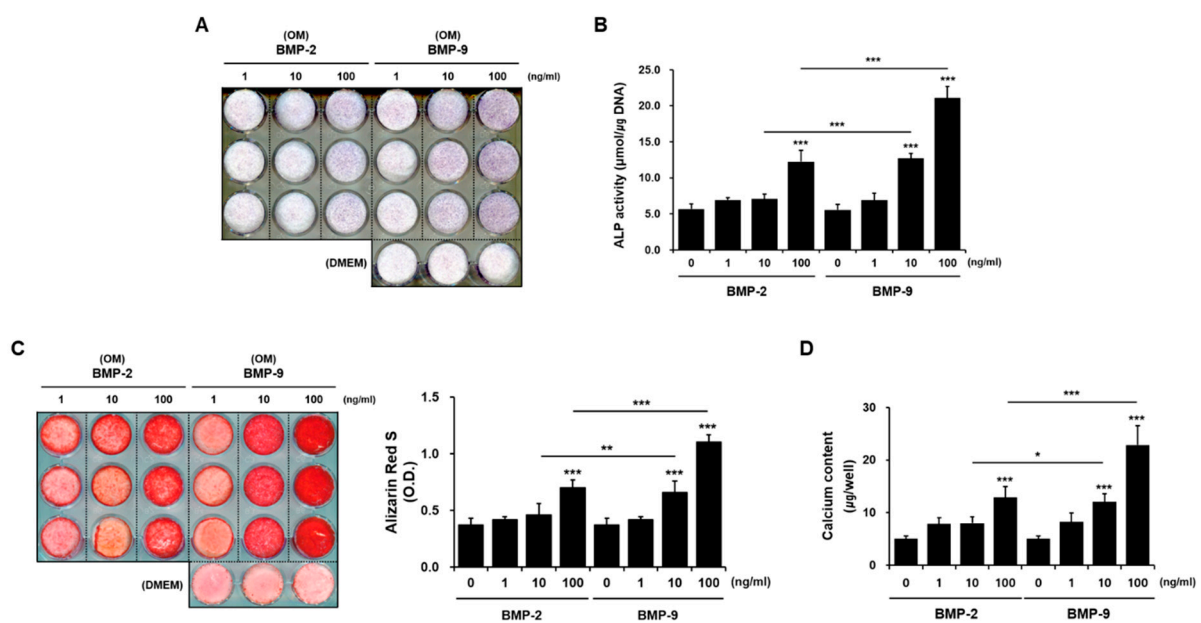 A
(OM) (OM)
BMP-2 BMP-9
1 10 100 1 10 100 (ng/ml)
(DMEM)
B
ALP activity (μmol/μg DNA)
25.0
20.0
15.0
10.0
5.0
0.0
***
***
***
***
***
0 1 10 100 0 1 10 100 (ng/ml)
BMP-2 BMP-9
C
(OM) (OM)
BMP-2 BMP-9
1 10 100 1 10 100 (ng/ml)
(DMEM)
Alizarin Red S
(O.D.)
1.5
1.0
0.5
0.0
***
***
**
***
***
0 1 10 100 0 1 10 100 (ng/ml)
BMP-2 BMP-9
D
Calcium content
(μg/well)
30
20
10
0
***
***
*
***
***
0 1 10 100 0 1 10 100 (ng/ml)
BMP-2 BMP-9